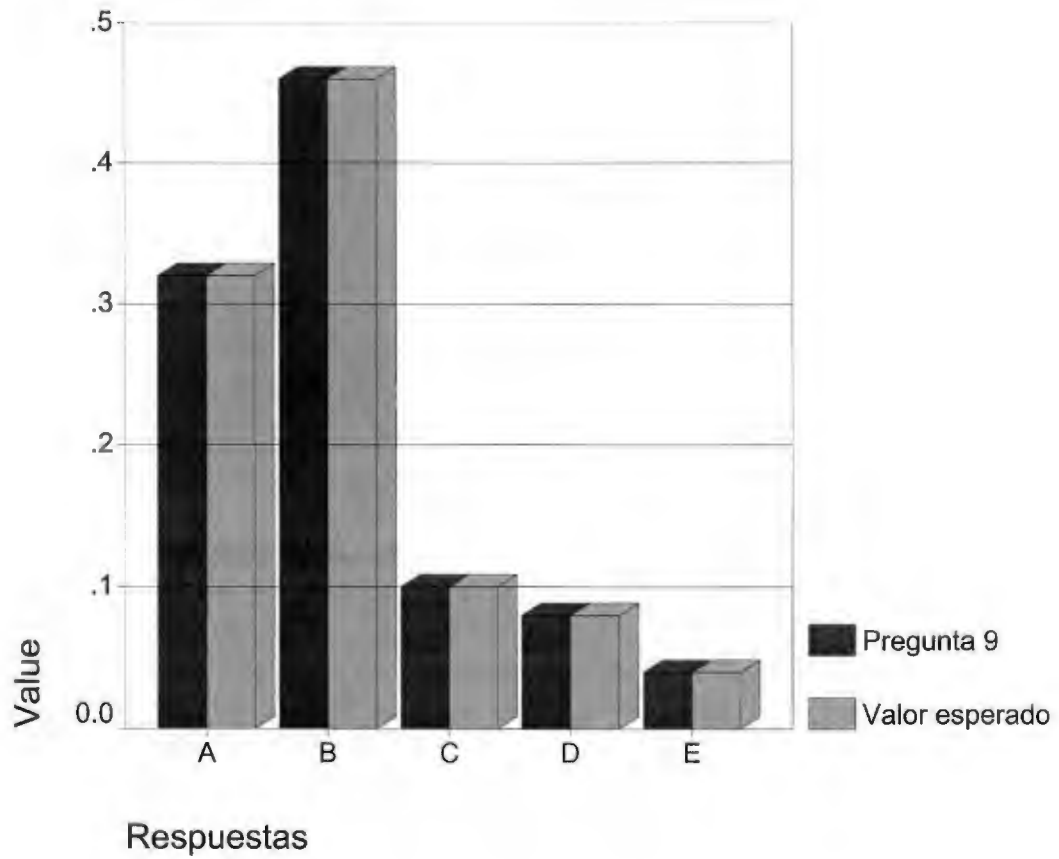 .5
.4
.3
.2
.1
0.0
Value
A B C D E
Respuestas
Pregunta 9
Valor esperado